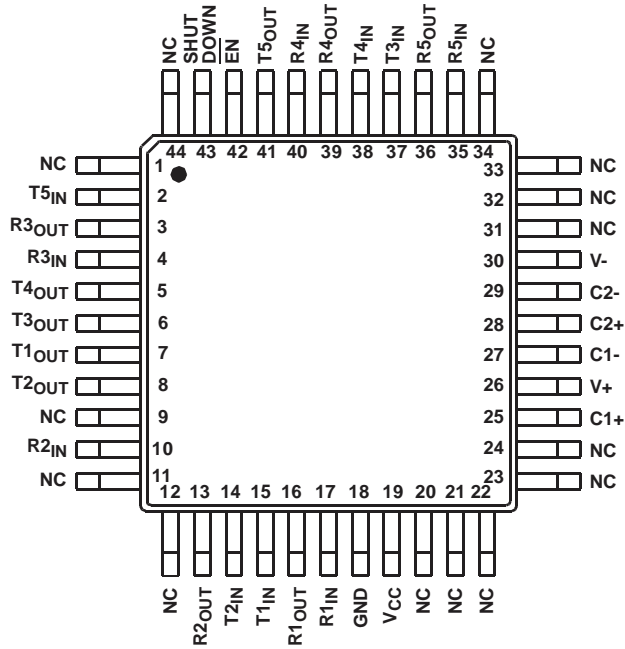 NC
SHUT
DOWN
EN
T5OUT
R4IN
R4OUT
T4IN
T3IN
R5OUT
R5IN
NC
44 43 42 41 40 39 38 37 36 35 34
NC 1
T5IN 2
R3OUT 3
R3IN 4
T4OUT 5
T3OUT 6
T1OUT 7
T2OUT 8
NC 9
R2IN 10
NC 11
33 NC
32 NC
31 NC
30 V-
29 C2-
28 C2+
27 C1-
26 V+
25 C1+
24 NC
23 NC
12 13 14 15 16 17 18 19 20 21 22
NC
R2OUT
T2IN
T1IN
R1OUT
R1IN
GND
VCC
NC
NC
NC